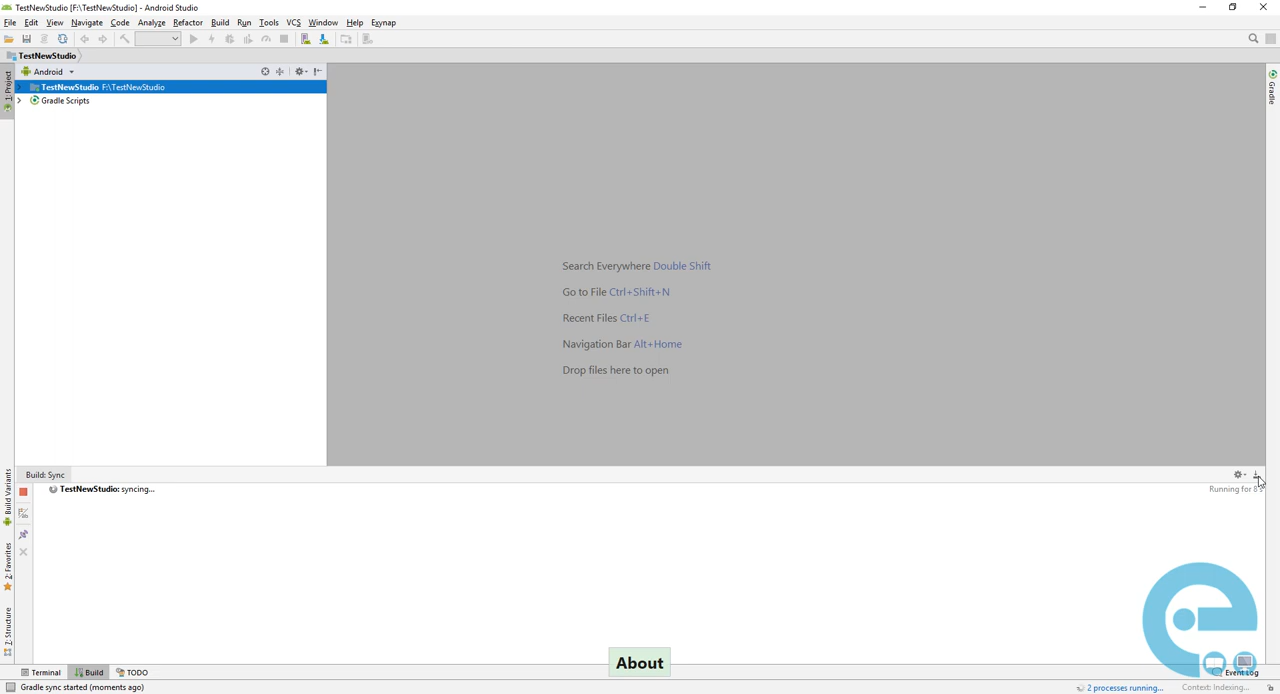 TestNewStudio [F:\TestNewStudio] - Android Studio
File Edit View Navigate Code Analyze Refactor Build Run Tools VCS Window Help Exynap
TestNewStudio
1: Project
Android
TestNewStudio F:\TestNewStudio
Gradle Scripts
Gradle
Search Everywhere Double Shift
Go to File Ctrl+Shift+N
Recent Files Ctrl+E
Navigation Bar Alt+Home
Drop files here to open
Build Variants
2: Favorites
Build: Sync
TestNewStudio: syncing...
Running for 8
Z: Structure
About
Terminal Build TODO
Event Log
Gradle sync started (moments ago)
2 processes running...
Context: Indexing...